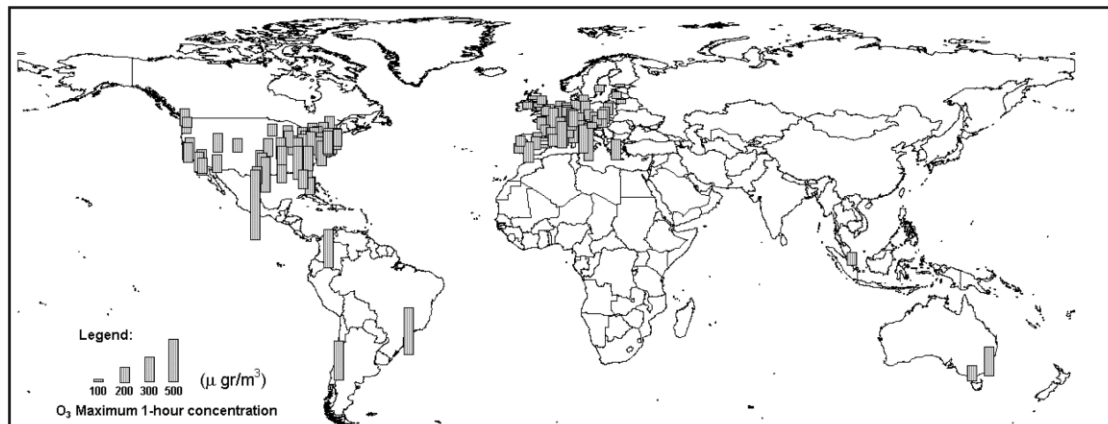 Legend:
100 200 300 500 (μ gr/m³)
O₃ Maximum 1-hour concentration